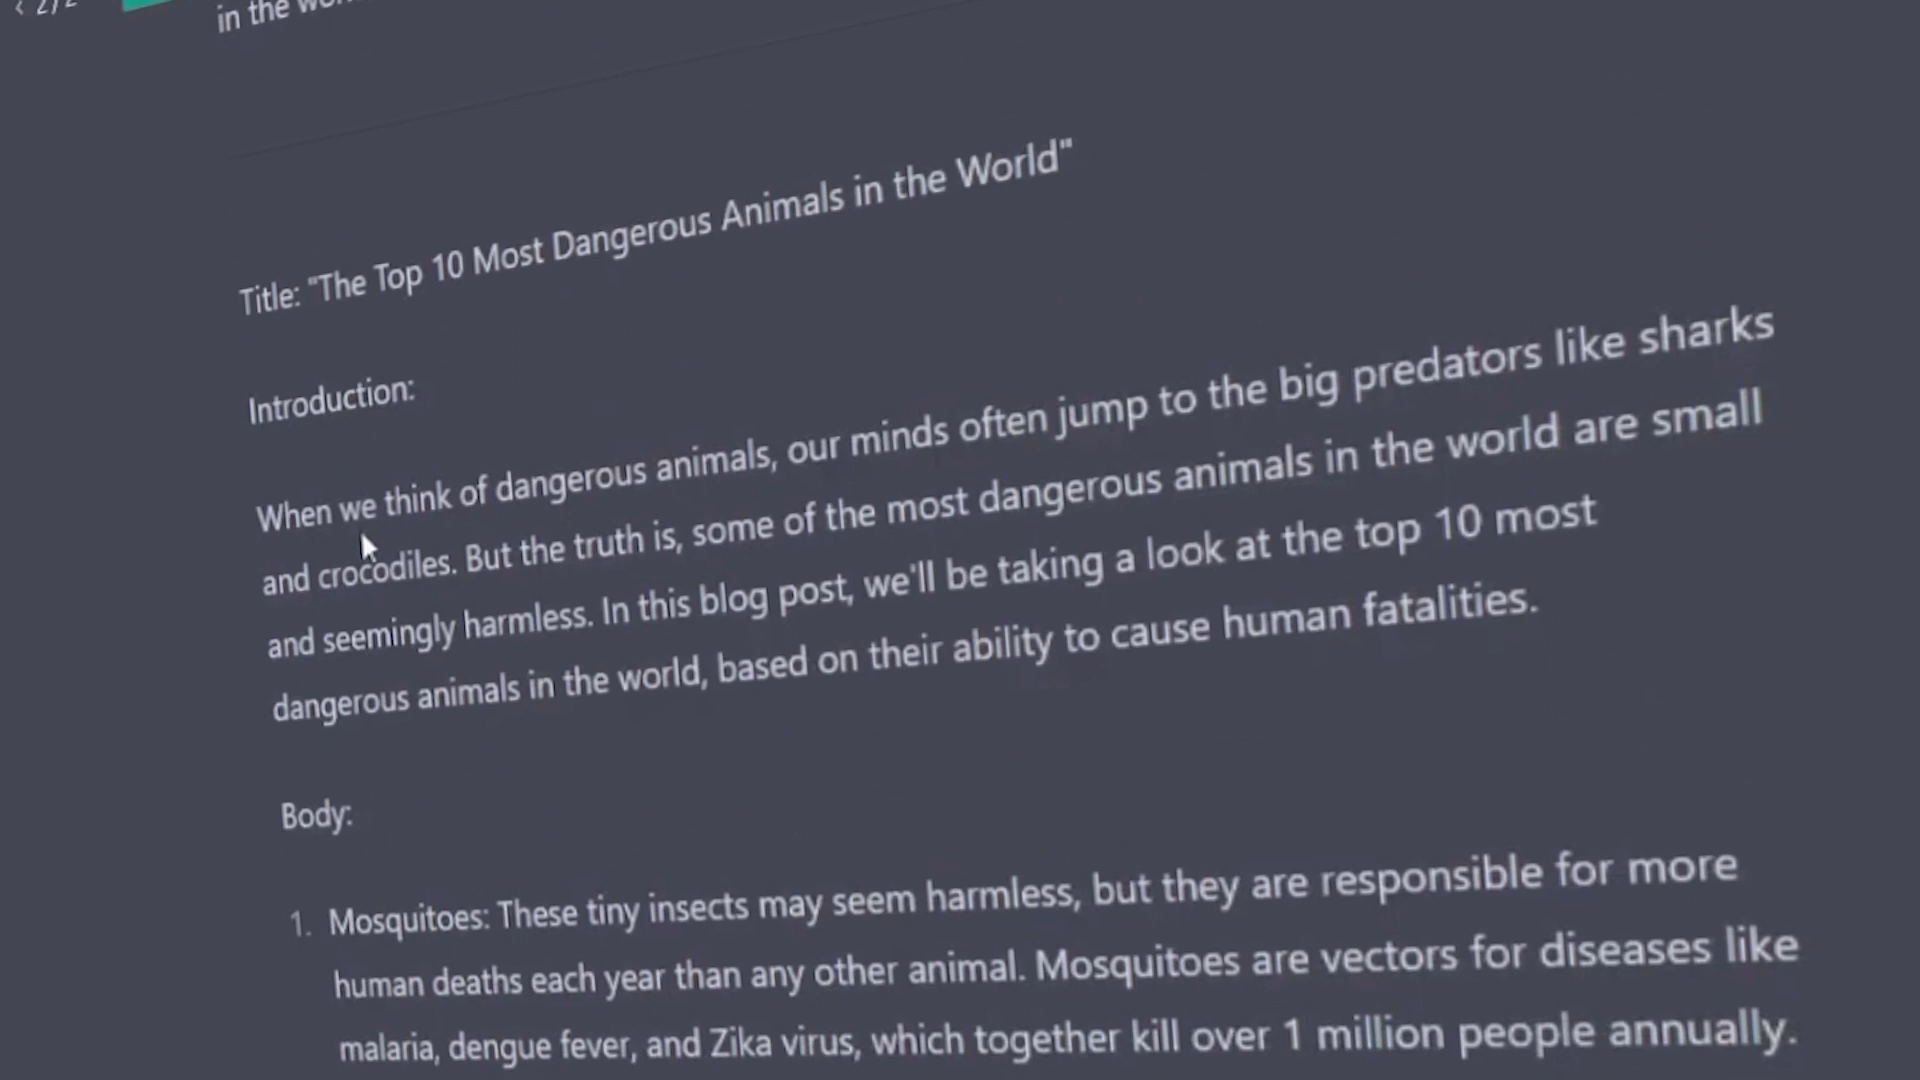 < 2/2
in the
Title: "The Top 10 Most Dangerous Animals in the World"
Introduction:
When we think of dangerous animals, our minds often jump to the big predators like sharks
and crocodiles. But the truth is, some of the most dangerous animals in the world are small
and seemingly harmless. In this blog post, we'll be taking a look at the top 10 most
dangerous animals in the world, based on their ability to cause human fatalities.
Body:
1. Mosquitoes: These tiny insects may seem harmless, but they are responsible for more
human deaths each year than any other animal. Mosquitoes are vectors for diseases like
malaria, dengue fever, and Zika virus, which together kill over 1 million people annually.